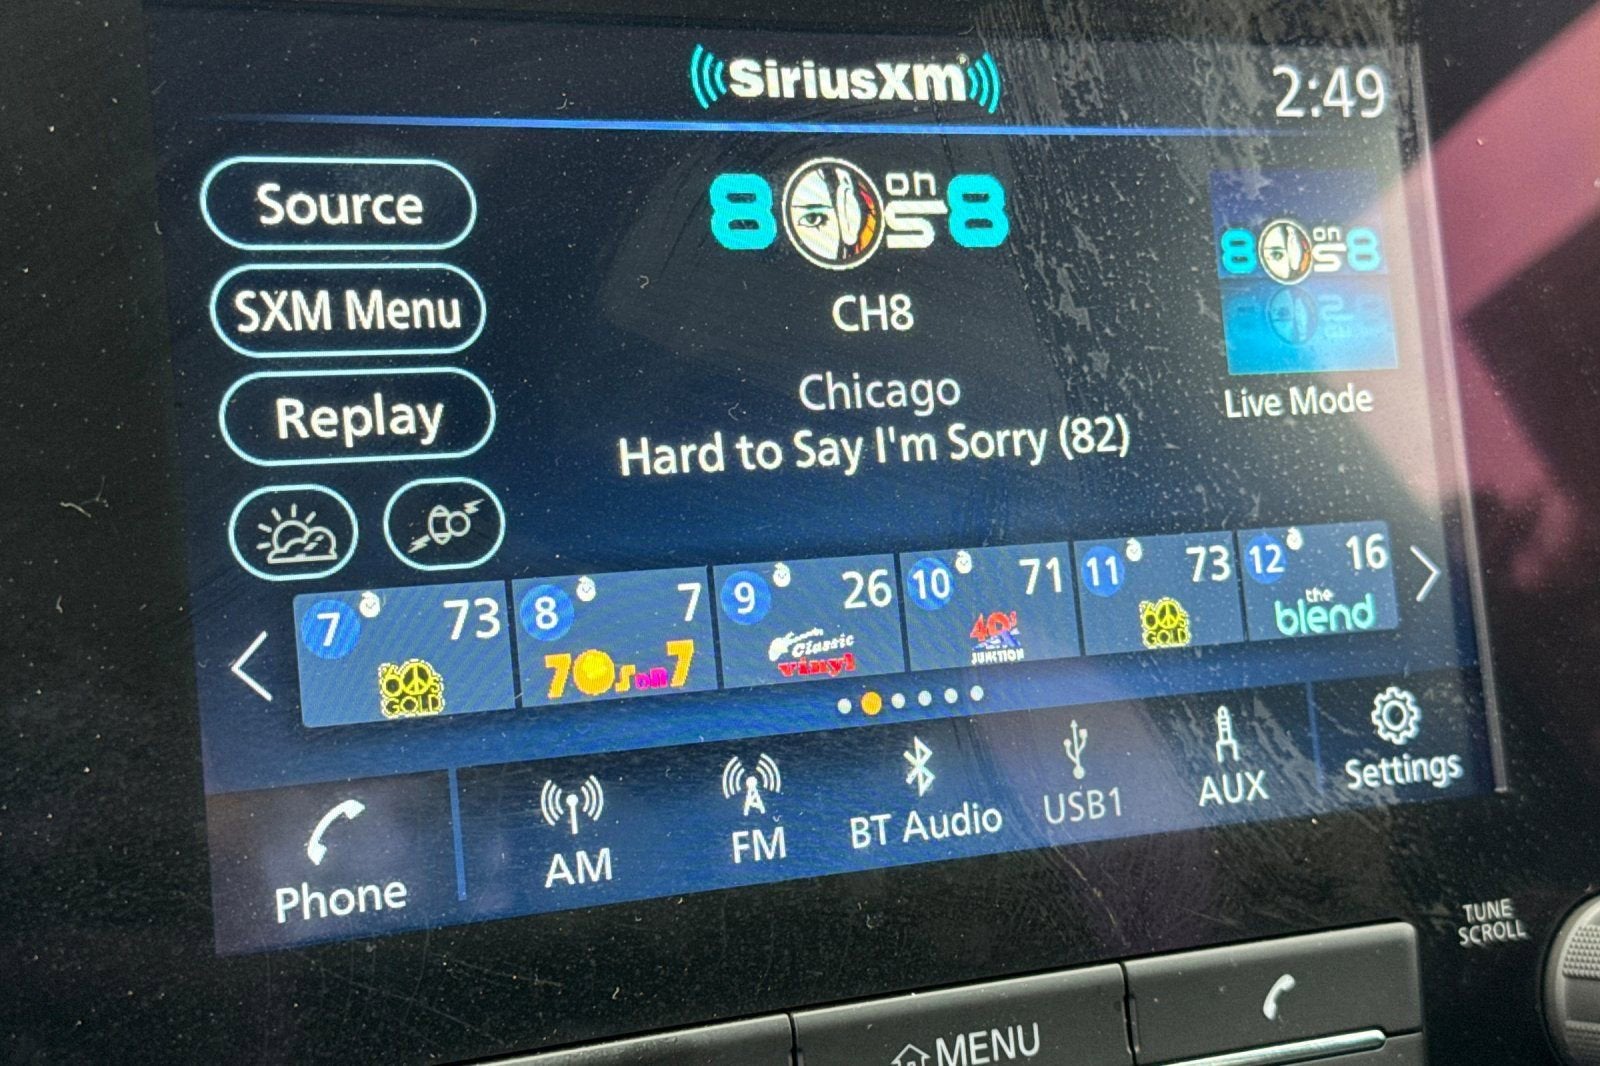 SiriusXM
2:49
Source
SXM Menu
Replay
8Os on 8
CH8
Chicago
Hard to Say I'm Sorry (82)
8Os on 8
Live Mode
7 73
60s GOLD
8 7
70s on 7
9 26
Classic Vinyl
10 71
40s JUNCTION
11 73
60s GOLD
12 16
the blend
Phone
AM
FM
BT Audio
USB1
AUX
Settings
TUNE
SCROLL
MENU